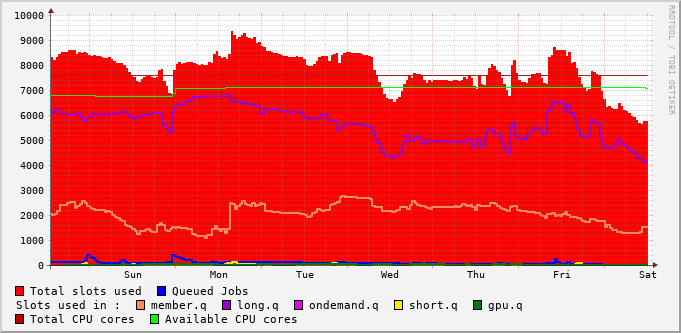 10000
9000
8000
7000
6000
5000
4000
3000
2000
1000
0
Sun Mon Tue Wed Thu Fri Sat
RRDTOOL / TOBI OETIKER
Total slots used Queued Jobs
Slots used in : member.q long.q ondemand.q short.q gpu.q
Total CPU cores Available CPU cores